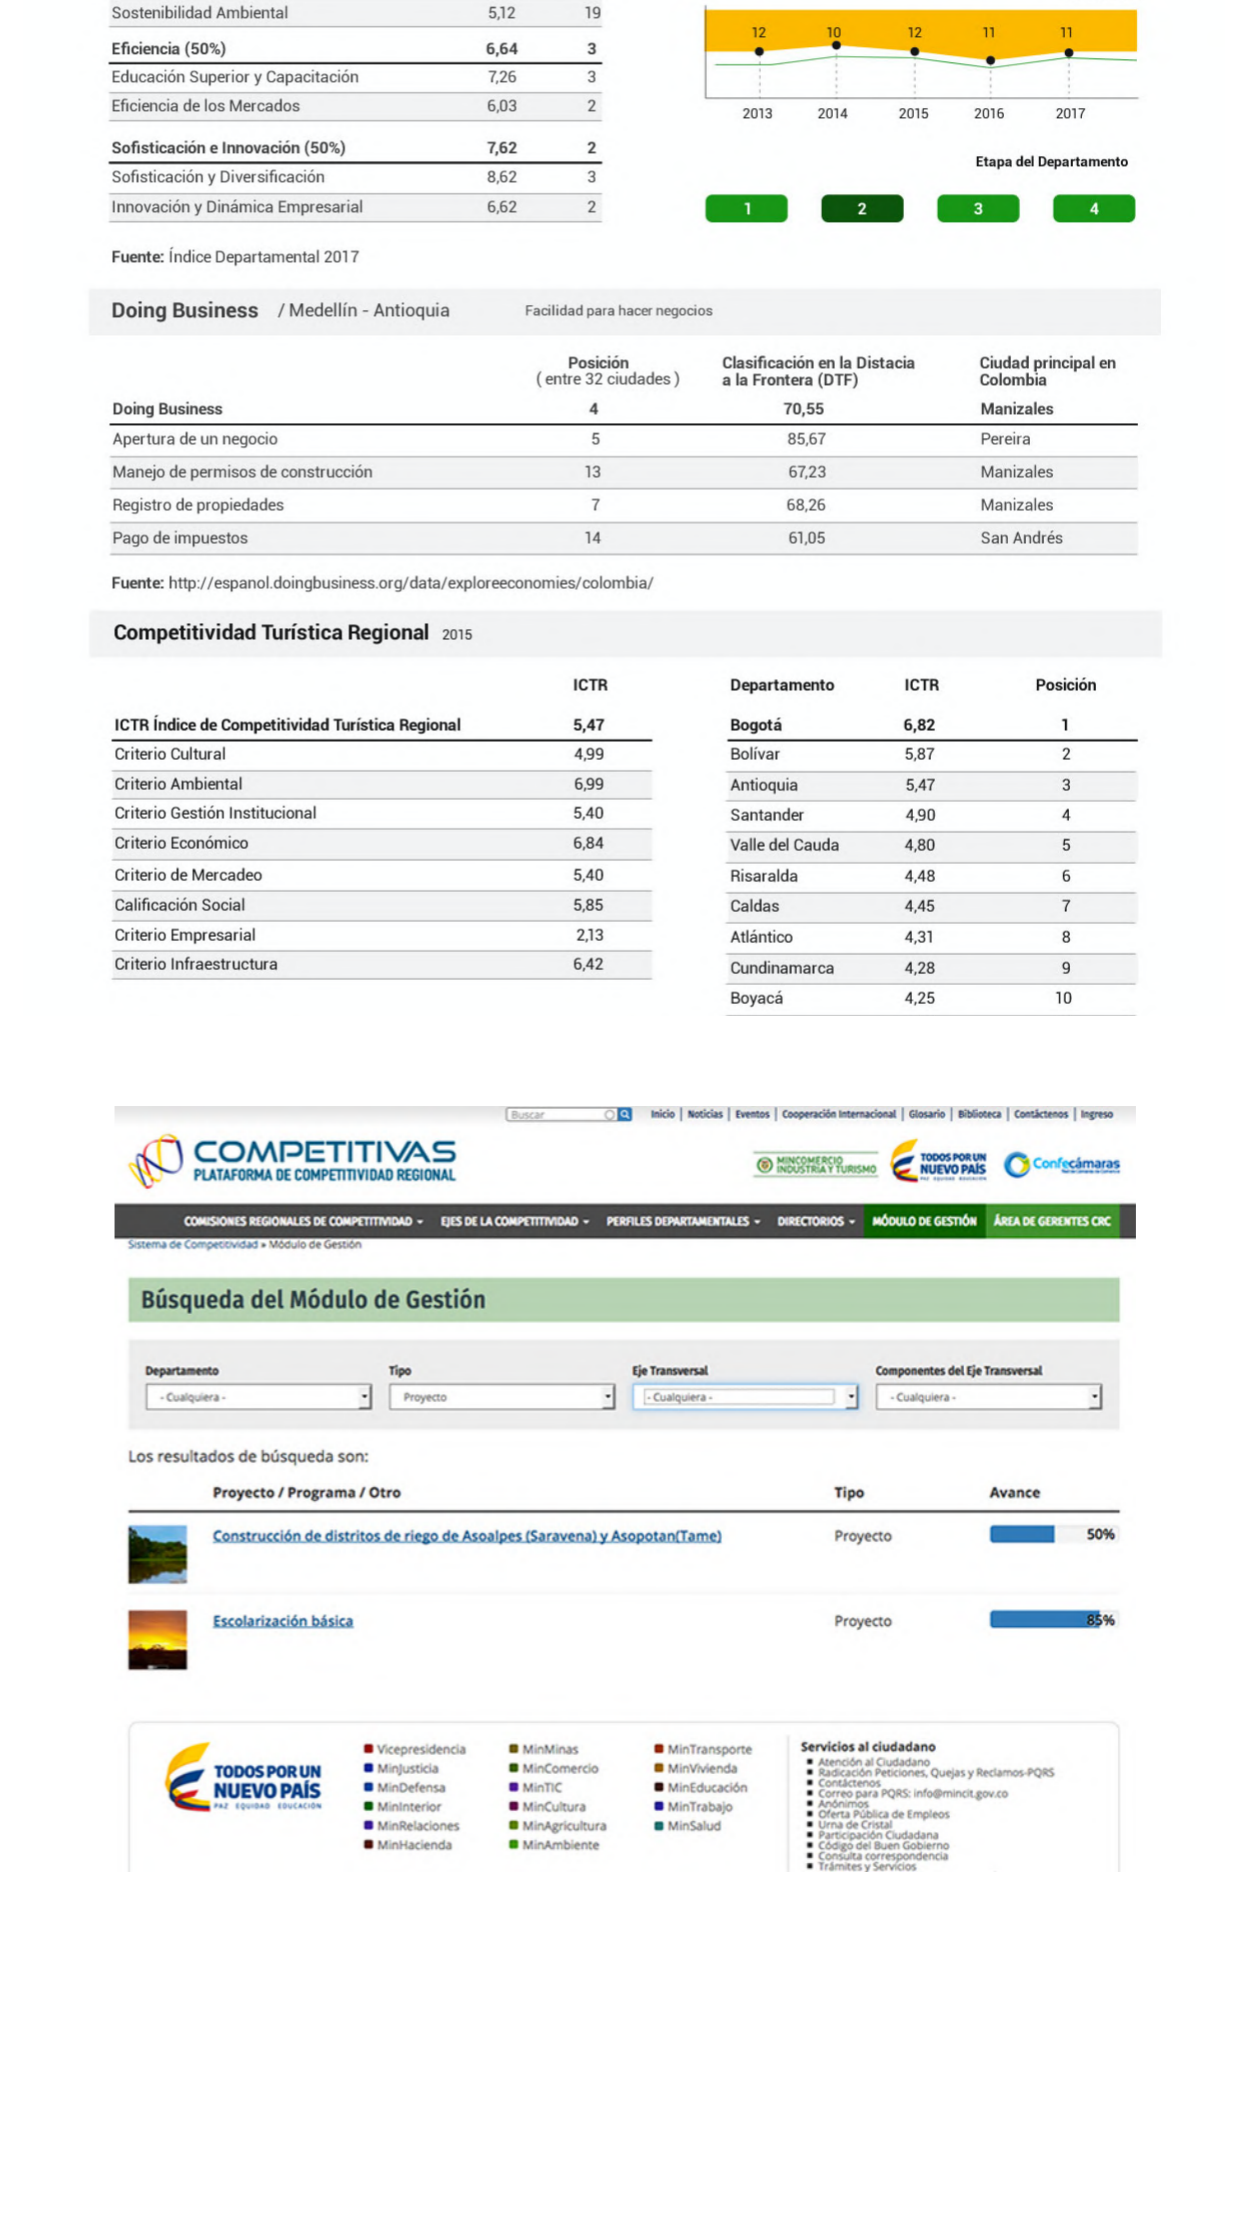 Sostenibilidad Ambiental 5,12 19
Eficiencia (50%) 6,64 3
Educación Superior y Capacitación 7,26 3
Eficiencia de los Mercados 6,03 2
Sofisticación e Innovación (50%) 7,62 2
Sofisticación y Diversificación 8,62 3
Innovación y Dinámica Empresarial 6,62 2
12 10 12 11 11
2013 2014 2015 2016 2017
Etapa del Departamento
1 2 3 4
Fuente: Índice Departamental 2017
Doing Business / Medellín - Antioquia Facilidad para hacer negocios
Posición Clasificación en la Distacia Ciudad principal en
( entre 32 ciudades ) a la Frontera (DTF) Colombia
Doing Business 4 70,55 Manizales
Apertura de un negocio 5 85,67 Pereira
Manejo de permisos de construcción 13 67,23 Manizales
Registro de propiedades 7 68,26 Manizales
Pago de impuestos 14 61,05 San Andrés
Fuente: http://espanol.doingbusiness.org/data/exploreeconomies/colombia/
Competitividad Turística Regional 2015
ICTR
ICTR Índice de Competitividad Turística Regional 5,47
Criterio Cultural 4,99
Criterio Ambiental 6,99
Criterio Gestión Institucional 5,40
Criterio Económico 6,84
Criterio de Mercadeo 5,40
Calificación Social 5,85
Criterio Empresarial 2,13
Criterio Infraestructura 6,42
Departamento ICTR Posición
Bogotá 6,82 1
Bolívar 5,87 2
Antioquia 5,47 3
Santander 4,90 4
Valle del Cauda 4,80 5
Risaralda 4,48 6
Caldas 4,45 7
Atlántico 4,31 8
Cundinamarca 4,28 9
Boyacá 4,25 10
Buscar Inicio | Noticias | Eventos | Cooperación Internacional | Glosario | Biblioteca | Contáctenos | Ingreso
COMPETITIVAS
PLATAFORMA DE COMPETITIVIDAD REGIONAL
MINCOMERCIO
INDUSTRIA Y TURISMO
TODOS POR UN
NUEVO PAÍS
PAZ EQUIDAD EDUCACIÓN
Confecámaras
COMISIONES REGIONALES DE COMPETITIVIDAD EJES DE LA COMPETITIVIDAD PERFILES DEPARTAMENTALES DIRECTORIOS MÓDULO DE GESTIÓN ÁREA DE GERENTES CRC
Sistema de Competitividad » Módulo de Gestión
Búsqueda del Módulo de Gestión
Departamento Tipo Eje Transversal Componentes del Eje Transversal
- Cualquiera - Proyecto - Cualquiera - - Cualquiera -
Los resultados de búsqueda son:
Proyecto / Programa / Otro Tipo Avance
Construcción de distritos de riego de Asoalpes (Saravena) y Asopotan(Tame) Proyecto 50%
Escolarización básica Proyecto 85%
TODOS POR UN
NUEVO PAÍS
PAZ EQUIDAD EDUCACIÓN
Vicepresidencia MinMinas MinTransporte
MinJusticia MinComercio MinVivienda
MinDefensa MinTIC MinEducación
MinInterior MinCultura MinTrabajo
MinRelaciones MinAgricultura MinSalud
MinHacienda MinAmbiente
Servicios al ciudadano
Atención al Ciudadano
Radicación Peticiones, Quejas y Reclamos-PQRS
Contáctenos
Correo para PQRS: info@mincit.gov.co
Anónimos
Oferta Pública de Empleos
Urna de Cristal
Participación Ciudadana
Código del Buen Gobierno
Consulta correspondencia
Trámites y Servicios